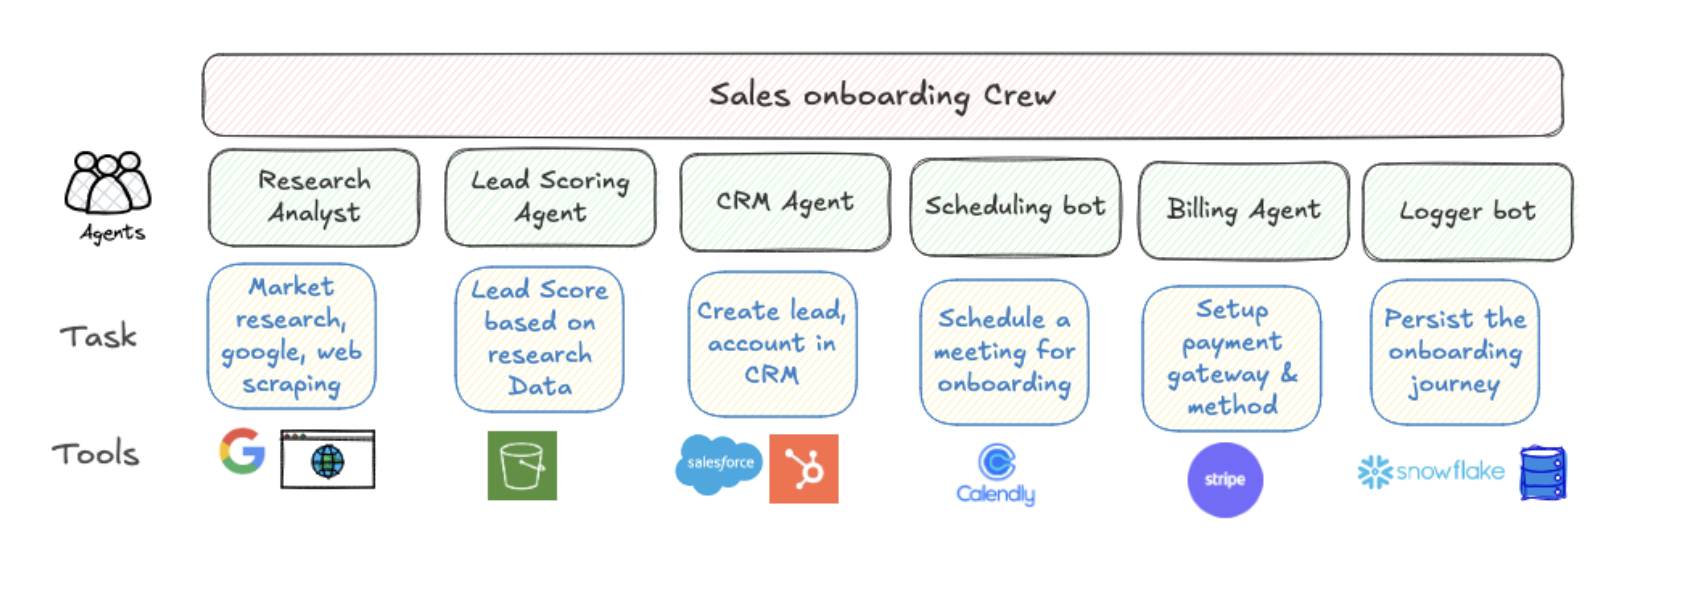 Sales onboarding Crew
Agents
Research
Analyst
Lead Scoring
Agent
CRM Agent
Scheduling bot
Billing Agent
Logger bot
Task
Market
research,
google, web
scraping
Lead Score
based on
research
Data
Create lead,
account in
CRM
Schedule a
meeting for
onboarding
Setup
payment
gateway &
method
Persist the
onboarding
journey
Tools
G
salesforce
Calendly
stripe
snowflake